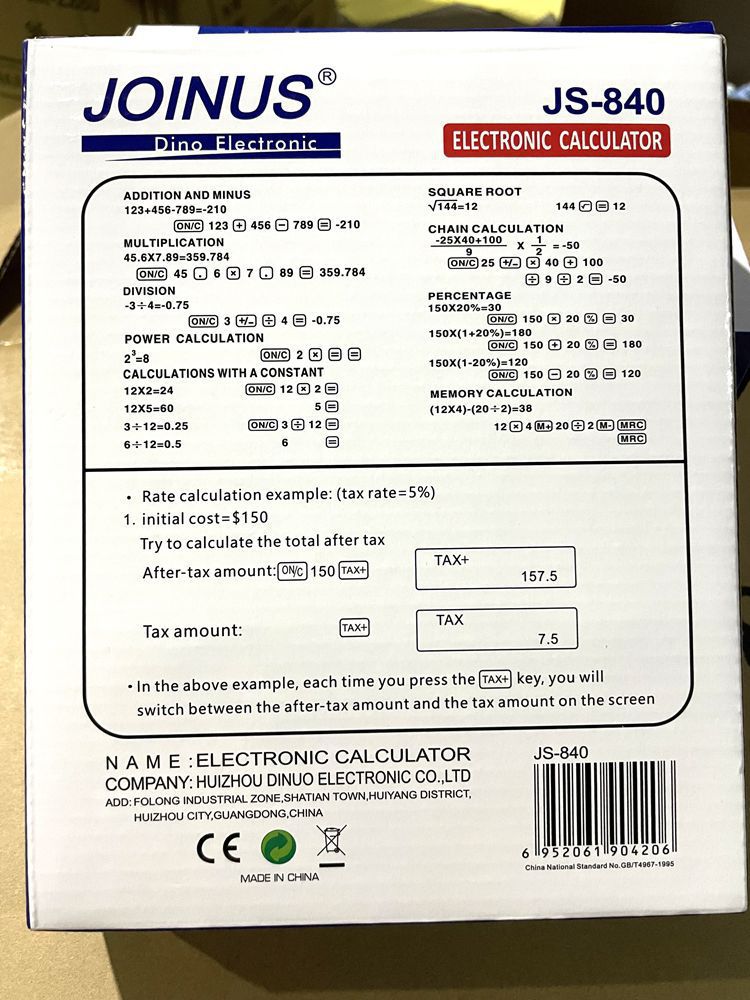 JOINUS®
Dino Electronic
JS-840
ELECTRONIC CALCULATOR
ADDITION AND MINUS
123+456-789=-210
ON/C 123 + 456 − 789 = -210
MULTIPLICATION
45.6X7.89=359.784
ON/C 45 . 6 × 7 . 89 = 359.784
DIVISION
-3÷4=-0.75
ON/C 3 +/− ÷ 4 = -0.75
POWER CALCULATION
2³=8 ON/C 2 × = =
CALCULATIONS WITH A CONSTANT
12X2=24 ON/C 12 × 2 =
12X5=60 5 =
3÷12=0.25 ON/C 3 ÷ 12 =
6÷12=0.5 6 =
SQUARE ROOT
√144=12 144 √ = 12
CHAIN CALCULATION
-25X40+100
9
X 1/2 = -50
ON/C 25 +/− × 40 + 100
÷ 9 ÷ 2 = -50
PERCENTAGE
150X20%=30
ON/C 150 × 20 % = 30
150X(1+20%)=180
ON/C 150 + 20 % = 180
150X(1-20%)=120
ON/C 150 − 20 % = 120
MEMORY CALCULATION
(12X4)-(20÷2)=38
12 × 4 M+ 20 ÷ 2 M- MRC
MRC
• Rate calculation example: (tax rate=5%)
1. initial cost=$150
Try to calculate the total after tax
After-tax amount: ON/C 150 TAX+
TAX+
157.5
Tax amount: TAX+
TAX
7.5
• In the above example, each time you press the TAX+ key, you will
switch between the after-tax amount and the tax amount on the screen
NAME:ELECTRONIC CALCULATOR
COMPANY: HUIZHOU DINUO ELECTRONIC CO.,LTD
ADD: FOLONG INDUSTRIAL ZONE,SHATIAN TOWN,HUIYANG DISTRICT,
HUIZHOU CITY,GUANGDONG,CHINA
CE
MADE IN CHINA
JS-840
6 952061 904206
China National Standard No.GB/T4967-1995